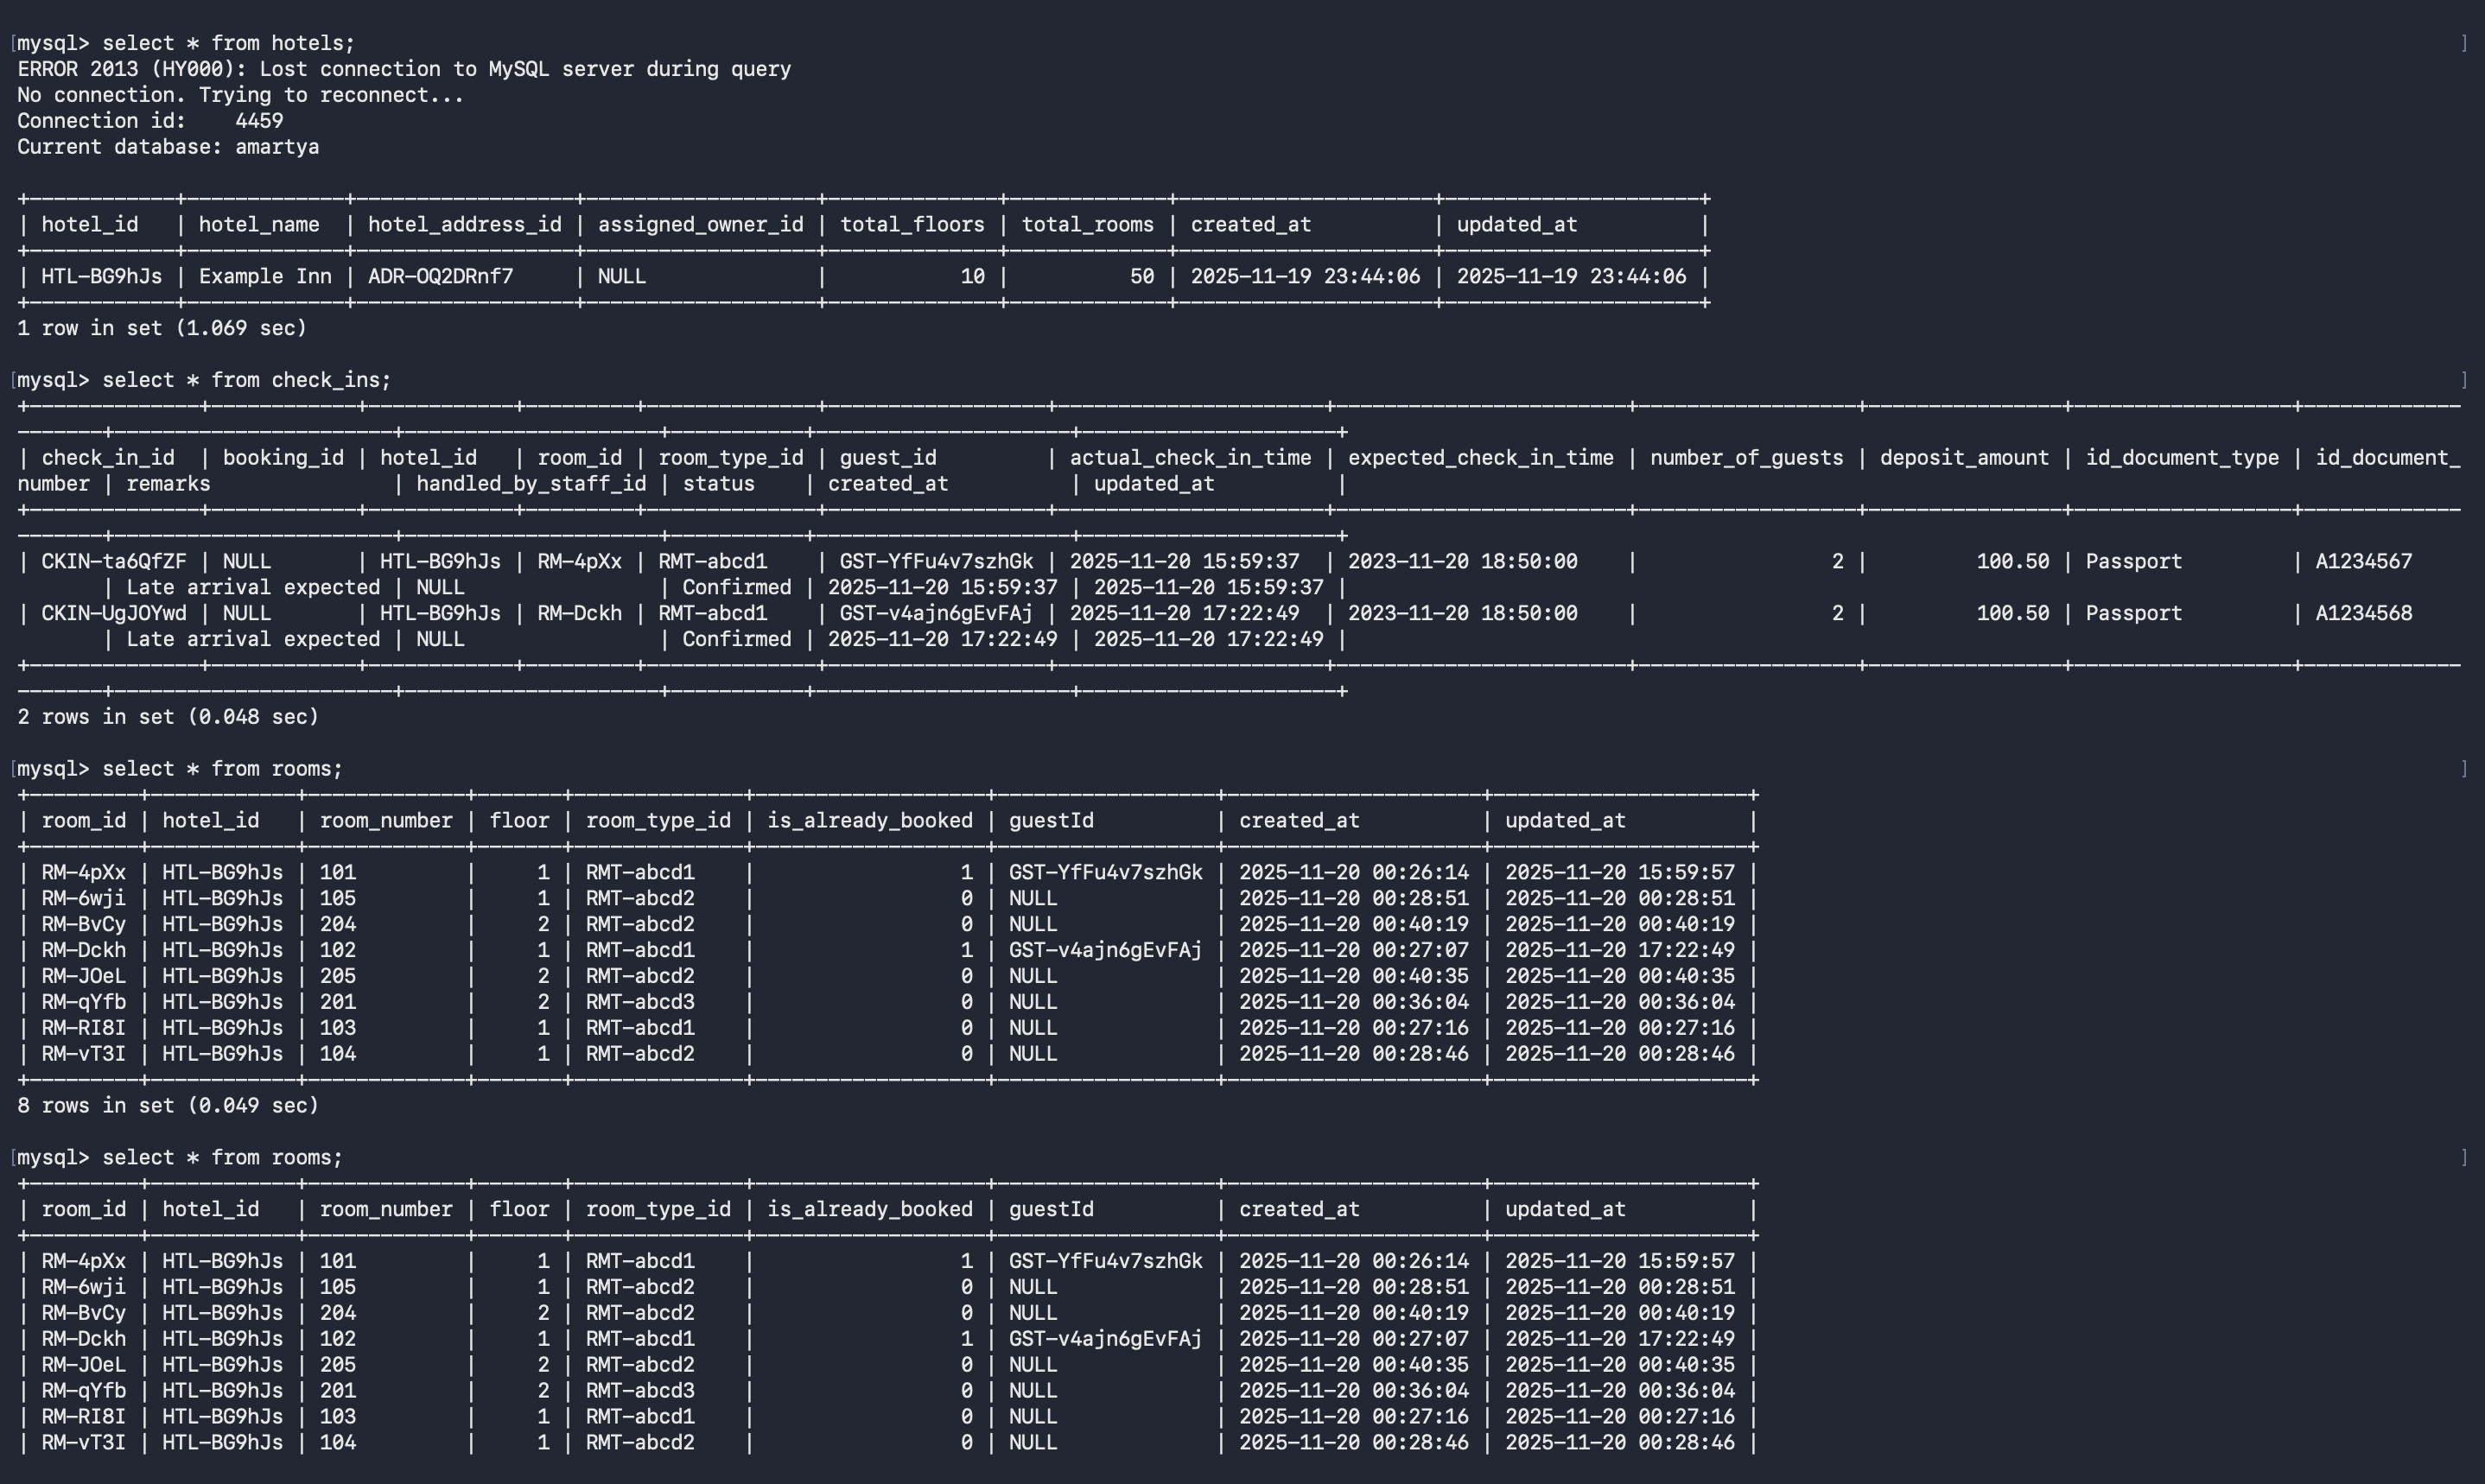 [mysql> select * from hotels; ]
ERROR 2013 (HY000): Lost connection to MySQL server during query
No connection. Trying to reconnect...
Connection id:    4459
Current database: amartya
| hotel_id   | hotel_name  | hotel_address_id | assigned_owner_id | total_floors | total_rooms | created_at          | updated_at          |
| HTL-BG9hJs | Example Inn | ADR-OQ2DRnf7     | NULL              |           10 |          50 | 2025-11-19 23:44:06 | 2025-11-19 23:44:06 |
1 row in set (1.069 sec)
[mysql> select * from check_ins; ]
| check_in_id  | booking_id | hotel_id   | room_id | room_type_id | guest_id         | actual_check_in_time | expected_check_in_time | number_of_guests | deposit_amount | id_document_type | id_document_
number | remarks               | handled_by_staff_id | status    | created_at          | updated_at          |
| CKIN-ta6QfZF | NULL       | HTL-BG9hJs | RM-4pXx | RMT-abcd1    | GST-YfFu4v7szhGk | 2025-11-20 15:59:37  | 2023-11-20 18:50:00    |                2 |         100.50 | Passport         | A1234567
       | Late arrival expected | NULL                | Confirmed | 2025-11-20 15:59:37 | 2025-11-20 15:59:37 |
| CKIN-UgJOYwd | NULL       | HTL-BG9hJs | RM-Dckh | RMT-abcd1    | GST-v4ajn6gEvFAj | 2025-11-20 17:22:49  | 2023-11-20 18:50:00    |                2 |         100.50 | Passport         | A1234568
       | Late arrival expected | NULL                | Confirmed | 2025-11-20 17:22:49 | 2025-11-20 17:22:49 |
2 rows in set (0.048 sec)
[mysql> select * from rooms; ]
| room_id | hotel_id   | room_number | floor | room_type_id | is_already_booked | guestId          | created_at          | updated_at          |
| RM-4pXx | HTL-BG9hJs | 101         |     1 | RMT-abcd1    |                 1 | GST-YfFu4v7szhGk | 2025-11-20 00:26:14 | 2025-11-20 15:59:57 |
| RM-6wji | HTL-BG9hJs | 105         |     1 | RMT-abcd2    |                 0 | NULL             | 2025-11-20 00:28:51 | 2025-11-20 00:28:51 |
| RM-BvCy | HTL-BG9hJs | 204         |     2 | RMT-abcd2    |                 0 | NULL             | 2025-11-20 00:40:19 | 2025-11-20 00:40:19 |
| RM-Dckh | HTL-BG9hJs | 102         |     1 | RMT-abcd1    |                 1 | GST-v4ajn6gEvFAj | 2025-11-20 00:27:07 | 2025-11-20 17:22:49 |
| RM-JOeL | HTL-BG9hJs | 205         |     2 | RMT-abcd2    |                 0 | NULL             | 2025-11-20 00:40:35 | 2025-11-20 00:40:35 |
| RM-qYfb | HTL-BG9hJs | 201         |     2 | RMT-abcd3    |                 0 | NULL             | 2025-11-20 00:36:04 | 2025-11-20 00:36:04 |
| RM-RI8I | HTL-BG9hJs | 103         |     1 | RMT-abcd1    |                 0 | NULL             | 2025-11-20 00:27:16 | 2025-11-20 00:27:16 |
| RM-vT3I | HTL-BG9hJs | 104         |     1 | RMT-abcd2    |                 0 | NULL             | 2025-11-20 00:28:46 | 2025-11-20 00:28:46 |
8 rows in set (0.049 sec)
[mysql> select * from rooms; ]
| room_id | hotel_id   | room_number | floor | room_type_id | is_already_booked | guestId          | created_at          | updated_at          |
| RM-4pXx | HTL-BG9hJs | 101         |     1 | RMT-abcd1    |                 1 | GST-YfFu4v7szhGk | 2025-11-20 00:26:14 | 2025-11-20 15:59:57 |
| RM-6wji | HTL-BG9hJs | 105         |     1 | RMT-abcd2    |                 0 | NULL             | 2025-11-20 00:28:51 | 2025-11-20 00:28:51 |
| RM-BvCy | HTL-BG9hJs | 204         |     2 | RMT-abcd2    |                 0 | NULL             | 2025-11-20 00:40:19 | 2025-11-20 00:40:19 |
| RM-Dckh | HTL-BG9hJs | 102         |     1 | RMT-abcd1    |                 1 | GST-v4ajn6gEvFAj | 2025-11-20 00:27:07 | 2025-11-20 17:22:49 |
| RM-JOeL | HTL-BG9hJs | 205         |     2 | RMT-abcd2    |                 0 | NULL             | 2025-11-20 00:40:35 | 2025-11-20 00:40:35 |
| RM-qYfb | HTL-BG9hJs | 201         |     2 | RMT-abcd3    |                 0 | NULL             | 2025-11-20 00:36:04 | 2025-11-20 00:36:04 |
| RM-RI8I | HTL-BG9hJs | 103         |     1 | RMT-abcd1    |                 0 | NULL             | 2025-11-20 00:27:16 | 2025-11-20 00:27:16 |
| RM-vT3I | HTL-BG9hJs | 104         |     1 | RMT-abcd2    |                 0 | NULL             | 2025-11-20 00:28:46 | 2025-11-20 00:28:46 |